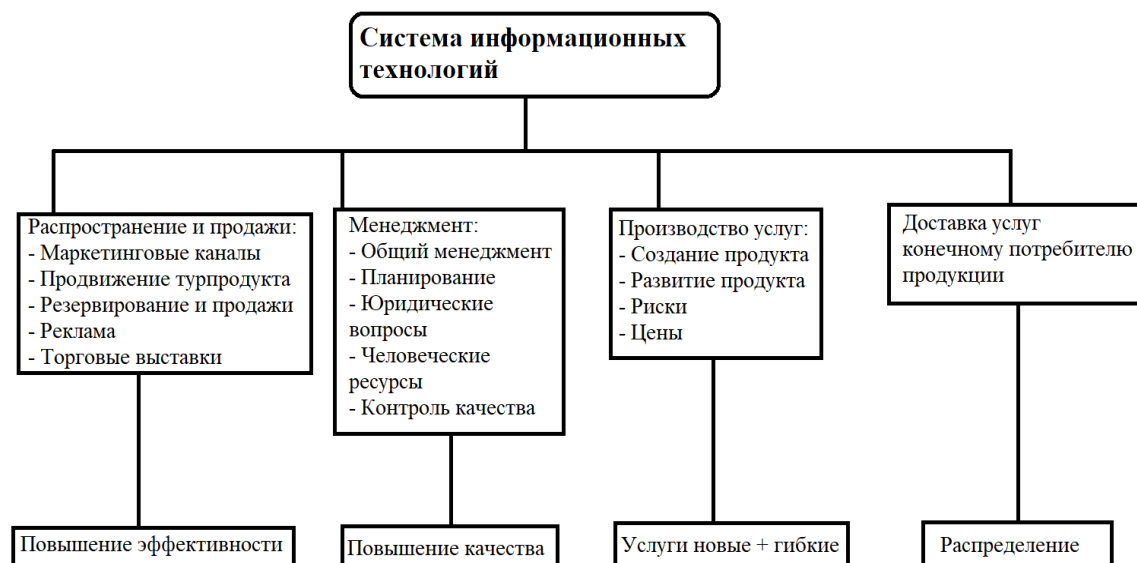 Система информационных
технологий
Распространение и продажи:
- Маркетинговые каналы
- Продвижение турпродукта
- Резервирование и продажи
- Реклама
- Торговые выставки
Менеджмент:
- Общий менеджмент
- Планирование
- Юридические
вопросы
- Человеческие
ресурсы
- Контроль качества
Производство услуг:
- Создание продукта
- Развитие продукта
- Риски
- Цены
Доставка услуг
конечному потребителю
продукции
Повышение эффективности
Повышение качества
Услуги новые + гибкие
Распределение